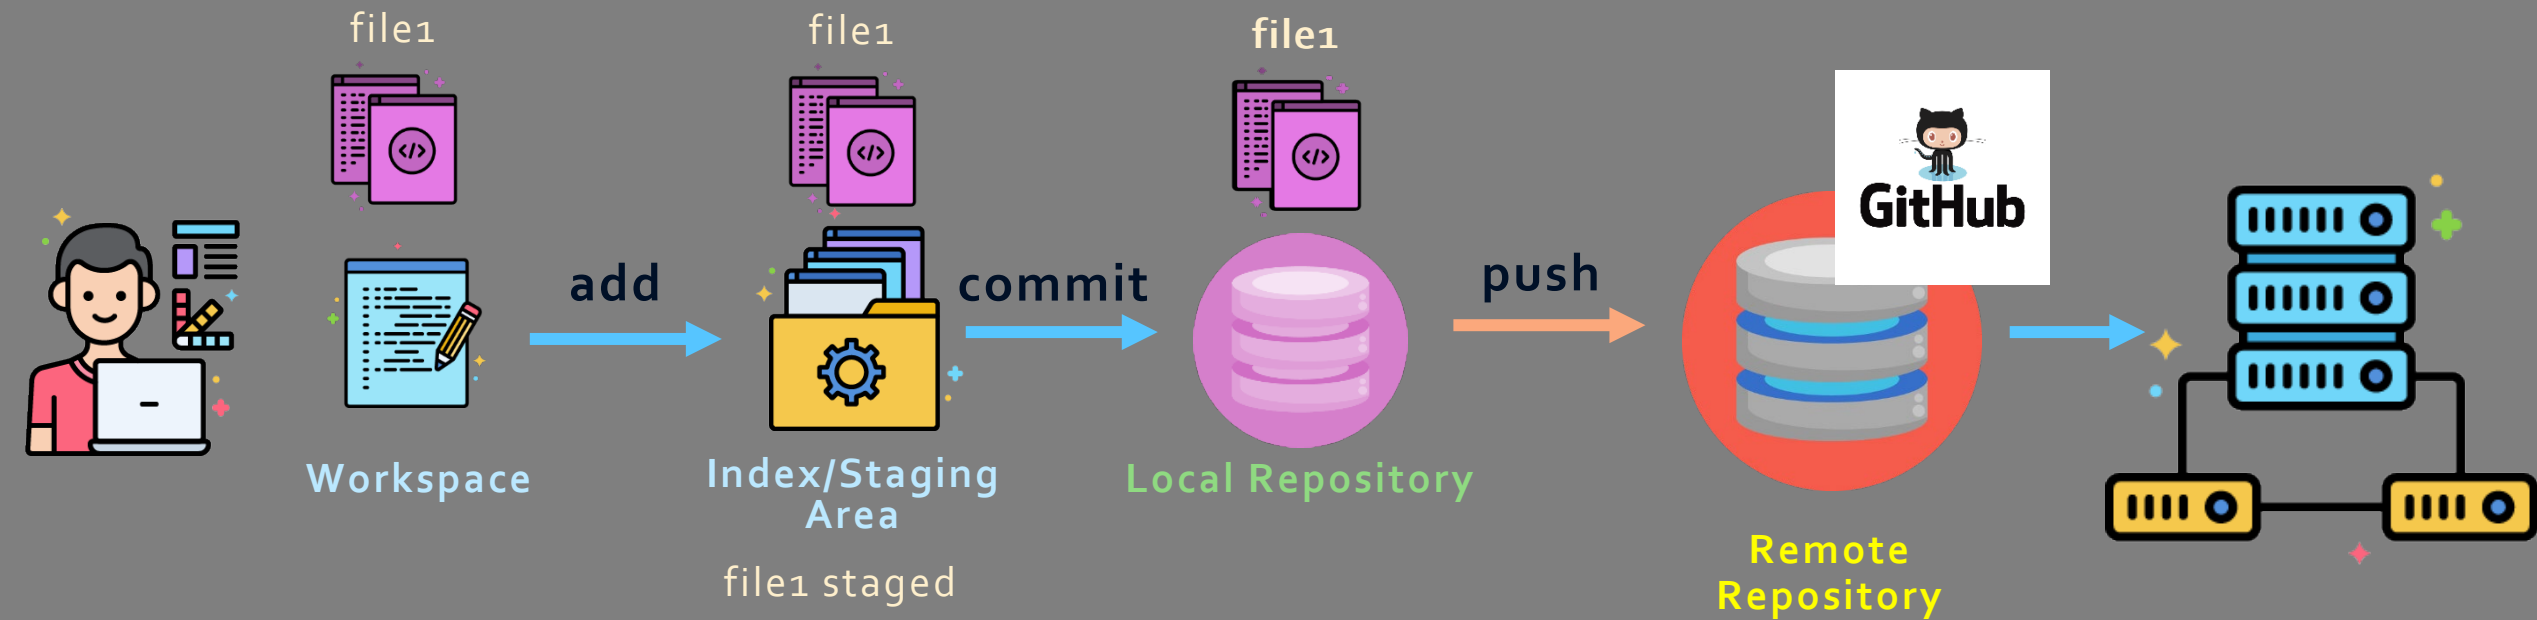 file1
file1
file1
GitHub
add
commit
push
Workspace
Index/Staging
Area
Local Repository
Remote
Repository
file1 staged